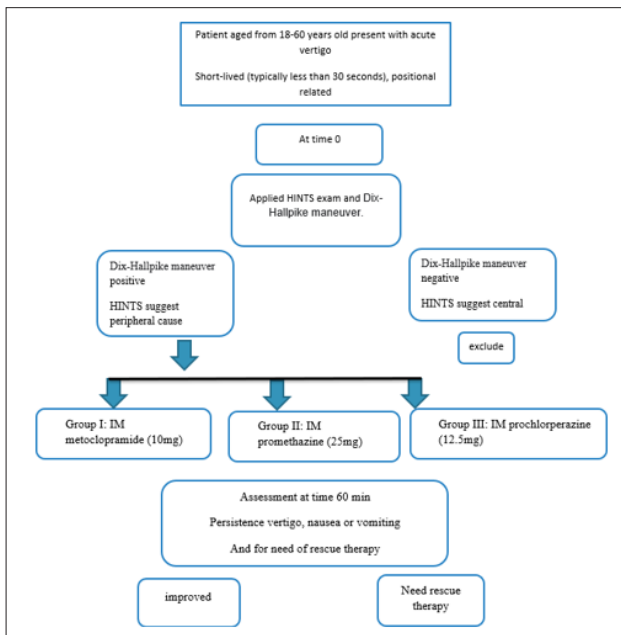 Patient aged from 18-60 years old present with acute
vertigo
Short-lived (typically less than 30 seconds), positional
related
At time 0
Applied HINTS exam and Dix-
Hallpike maneuver.
Dix-Hallpike maneuver
positive
HINTS suggest
peripheral cause
Dix-Hallpike maneuver
negative
HINTS suggest central
exclude
Group I: IM
metoclopramide (10mg)
Group II: IM
promethazine (25mg)
Group III: IM prochlorperazine
(12.5mg)
Assessment at time 60 min
Persistence vertigo, nausea or vomiting
And for need of rescue therapy
improved
Need rescue
therapy